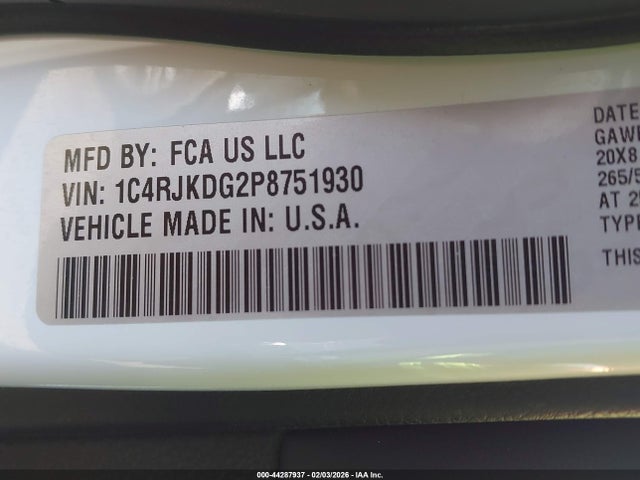 MFD BY: FCA US LLC
VIN: 1C4RJKDG2P8751930
VEHICLE MADE IN: U.S.A.
DATE
GAWR
20X8
265/5
AT 2
TYPE
THIS
000-44287937 - 02/03/2026 - IAA Inc.